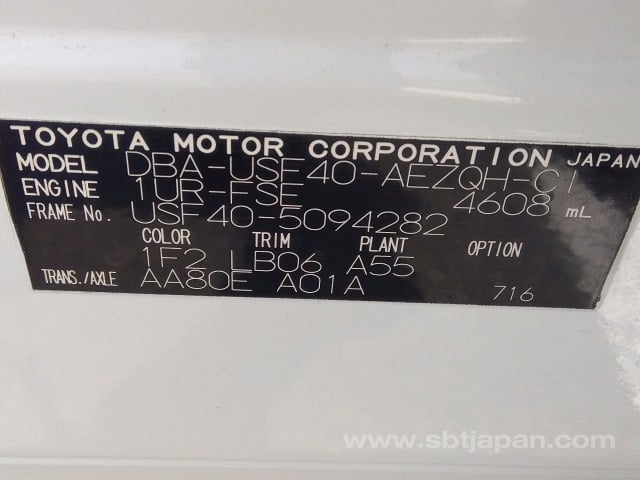 TOYOTA MOTOR CORPORATION JAPAN
MODEL DBA-USF40-AEZQH-CI
ENGINE 1UR-FSE 4608 mL
FRAME No. USF40-5094282
COLOR TRIM PLANT OPTION
1F2 LB06 A55
TRANS./AXLE AA80E A01A 716
www.sbtjapan.com